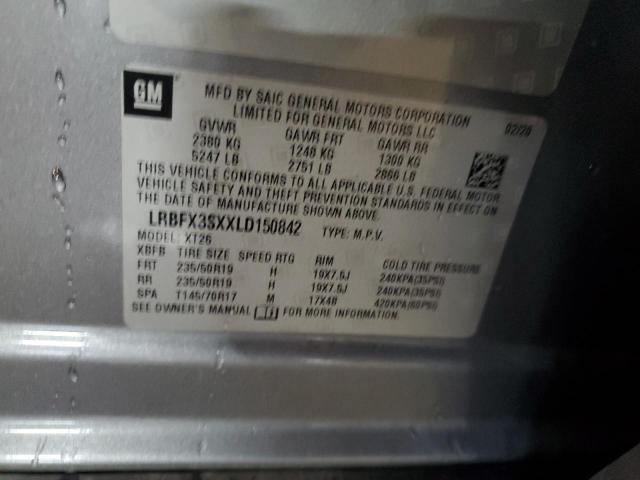 GM
MFD BY SAIC GENERAL MOTORS CORPORATION
LIMITED FOR GENERAL MOTORS LLC
02/20
GVWR GAWR FRT GAWR RR
2380 KG 1248 KG 1300 KG
5247 LB 2751 LB 2866 LB
THIS VEHICLE CONFORMS TO ALL APPLICABLE U.S. FEDERAL MOTOR
VEHICLE SAFETY AND THEFT PREVENTION STANDARDS IN EFFECT ON
THE DATE OF MANUFACTURE SHOWN ABOVE.
LRBFX3SXXLD150842 TYPE: M.P.V.
MODEL: XT26
XBFB TIRE SIZE SPEED RTG RIM COLD TIRE PRESSURE
FRT 235/50R19 H 19X7.5J 240KPA(35PSI)
RR 235/50R19 H 19X7.5J 240KPA(35PSI)
SPA T145/70R17 M 17X4B 420KPA(60PSI)
SEE OWNER'S MANUAL FOR MORE INFORMATION.